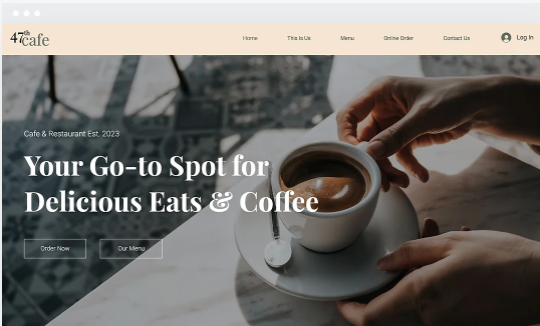 47th cafe
Home This Is Us Menu Online Order Contact Us Log In
Cafe & Restaurant Est. 2023
Your Go-to Spot for
Delicious Eats & Coffee
Order Now Our Menu